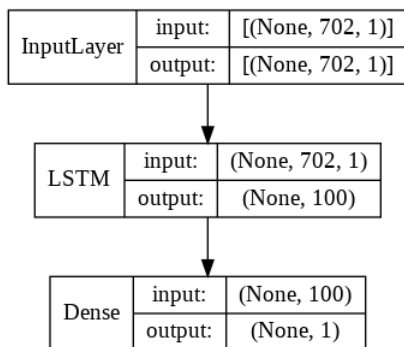 InputLayer
input: [(None, 702, 1)]
output: [(None, 702, 1)]
LSTM
input: (None, 702, 1)
output: (None, 100)
Dense
input: (None, 100)
output: (None, 1)